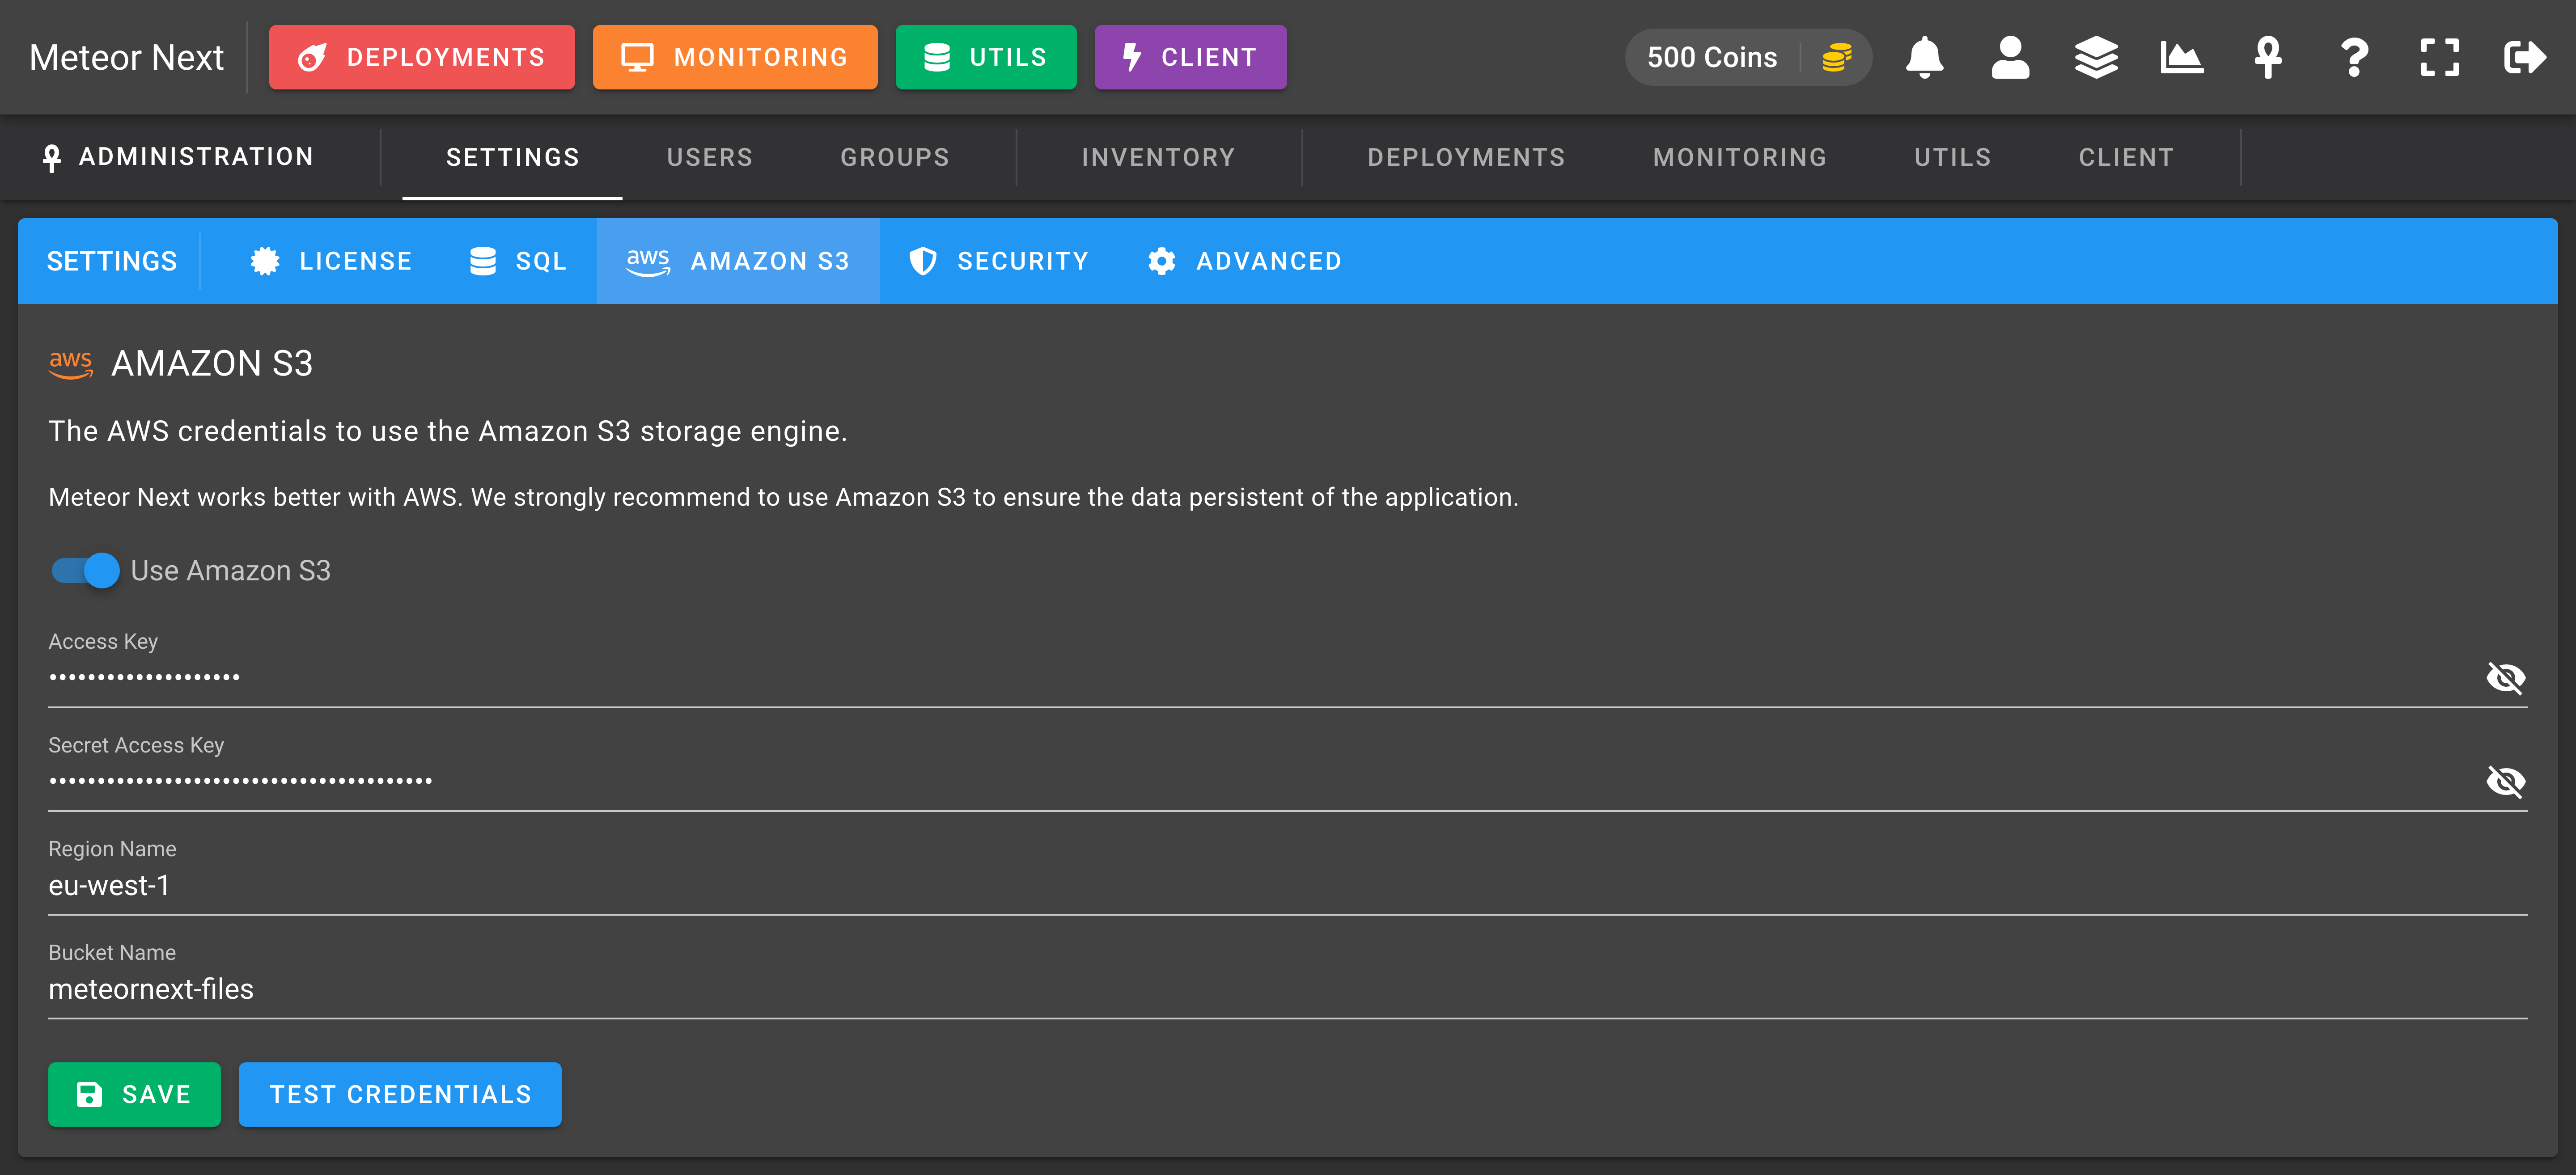 Meteor Next DEPLOYMENTS MONITORING UTILS CLIENT 500 Coins
ADMINISTRATION SETTINGS USERS GROUPS INVENTORY DEPLOYMENTS MONITORING UTILS CLIENT
SETTINGS LICENSE SQL aws AMAZON S3 SECURITY ADVANCED
aws AMAZON S3
The AWS credentials to use the Amazon S3 storage engine.
Meteor Next works better with AWS. We strongly recommend to use Amazon S3 to ensure the data persistent of the application.
Use Amazon S3
Access Key
••••••••••••••••••••
Secret Access Key
••••••••••••••••••••••••••••••••••••••••
Region Name
eu-west-1
Bucket Name
meteornext-files
SAVE TEST CREDENTIALS